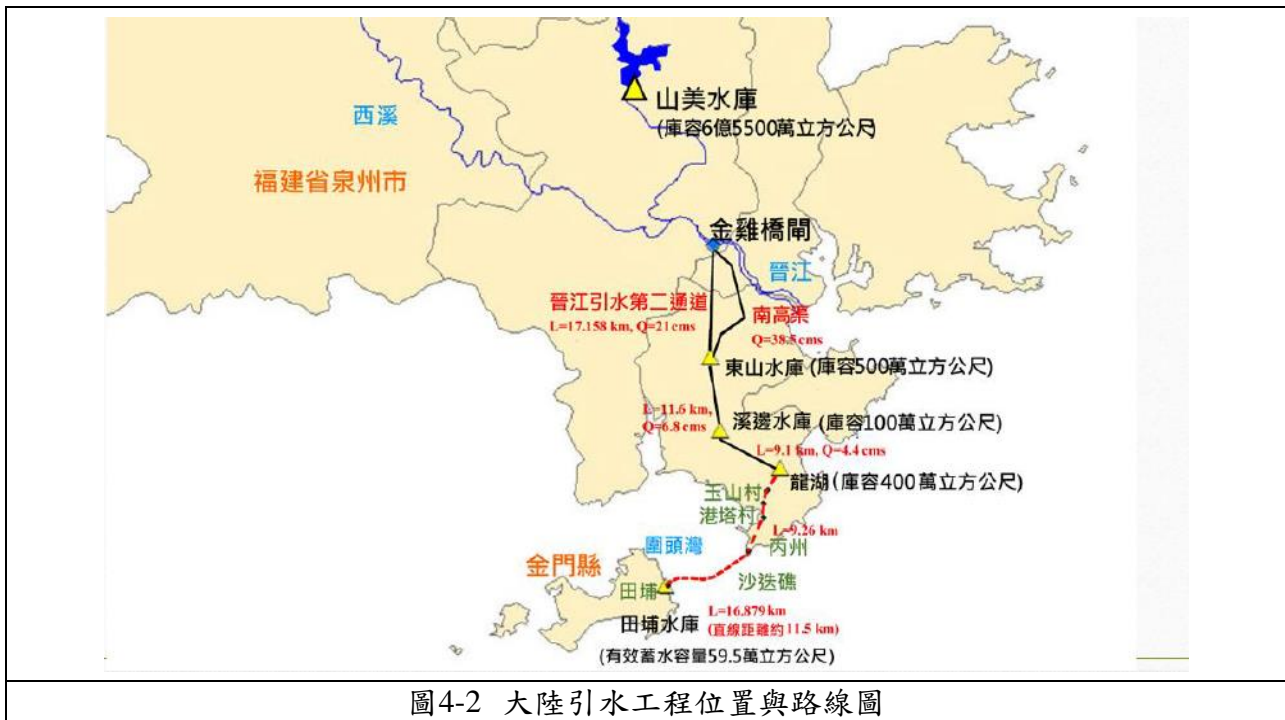 山美水庫
(庫容6億5500萬立方公尺)
西溪
福建省泉州市
金雞橋閘
晉江
晉江引水第二通道
L=17.158 km, Q=21cms
南高渠
Q=38.5cms
東山水庫 (庫容500萬立方公尺)
L=11.6 km,
Q=6.8 cms
溪邊水庫 (庫容100萬立方公尺)
L=9.1 km, Q=4.4 cms
龍湖(庫容400萬立方公尺)
玉山村
港塔村
L=9.26 km
圍頭灣
丙州
金門縣
田埔
沙迭礁
L=16.879 km
田埔水庫
(直線距離約11.5 km)
(有效蓄水容量59.5萬立方公尺)
圖4-2 大陸引水工程位置與路線圖